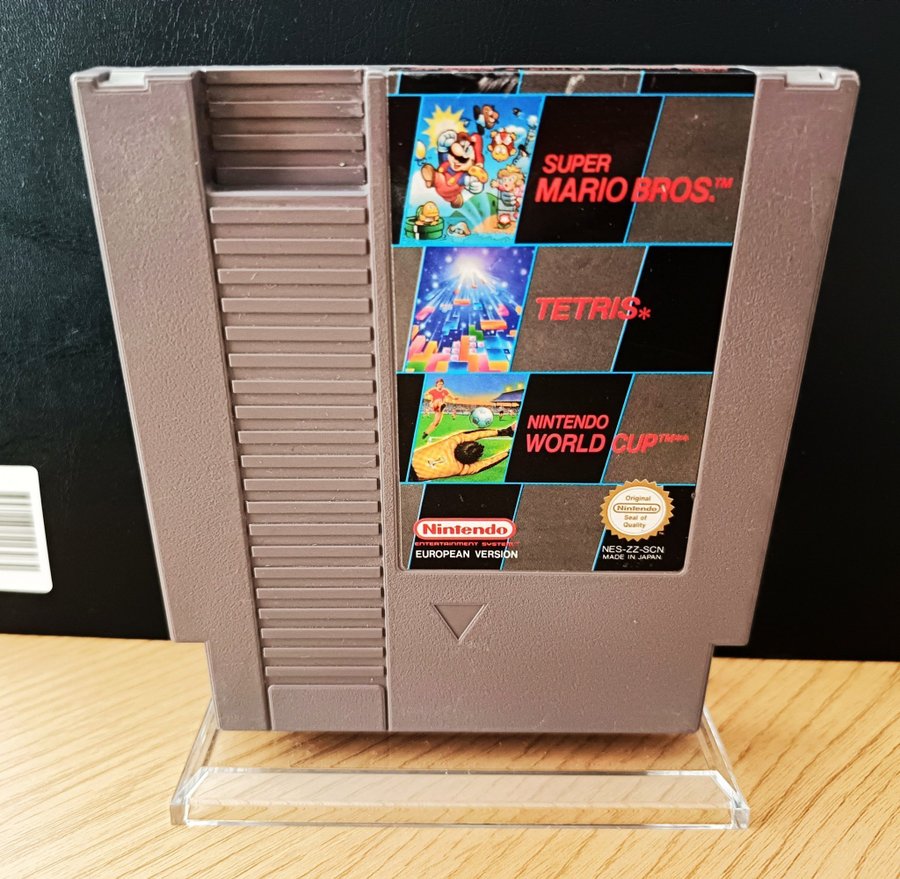 SUPER
MARIO BROS.™
TETRIS*
NINTENDO
WORLD CUP™**
Nintendo
ENTERTAINMENT SYSTEM™
EUROPEAN VERSION
Original
Nintendo
Seal of
Quality
NES-ZZ-SCN
MADE IN JAPAN